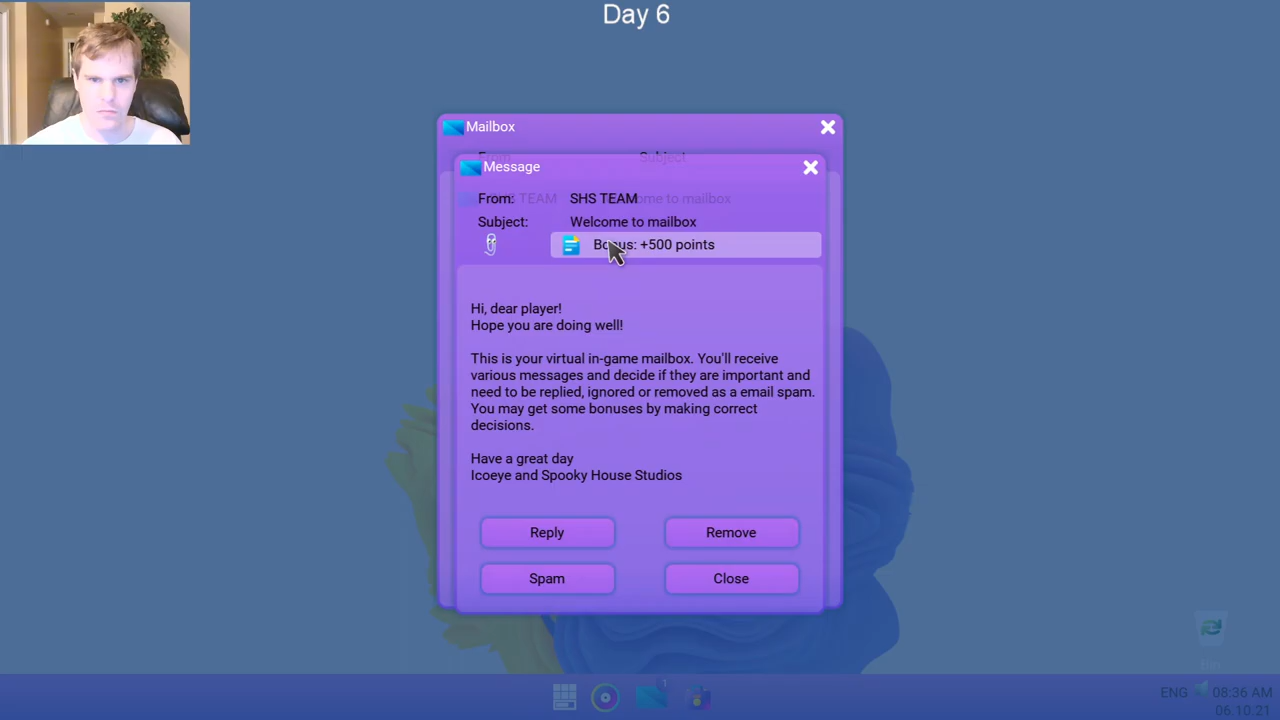 Day 6
Mailbox
From
Subject
Message
From:
SHS TEAM
Subject:
Welcome to mailbox
Bonus: +500 points
Hi, dear player!
Hope you are doing well!
This is your virtual in-game mailbox. You'll receive
various messages and decide if they are important and
need to be replied, ignored or removed as a email spam.
You may get some bonuses by making correct
decisions.
Have a great day
Icoeye and Spooky House Studios
Reply
Remove
Spam
Close
1
ENG
08:36 AM
06.10.21